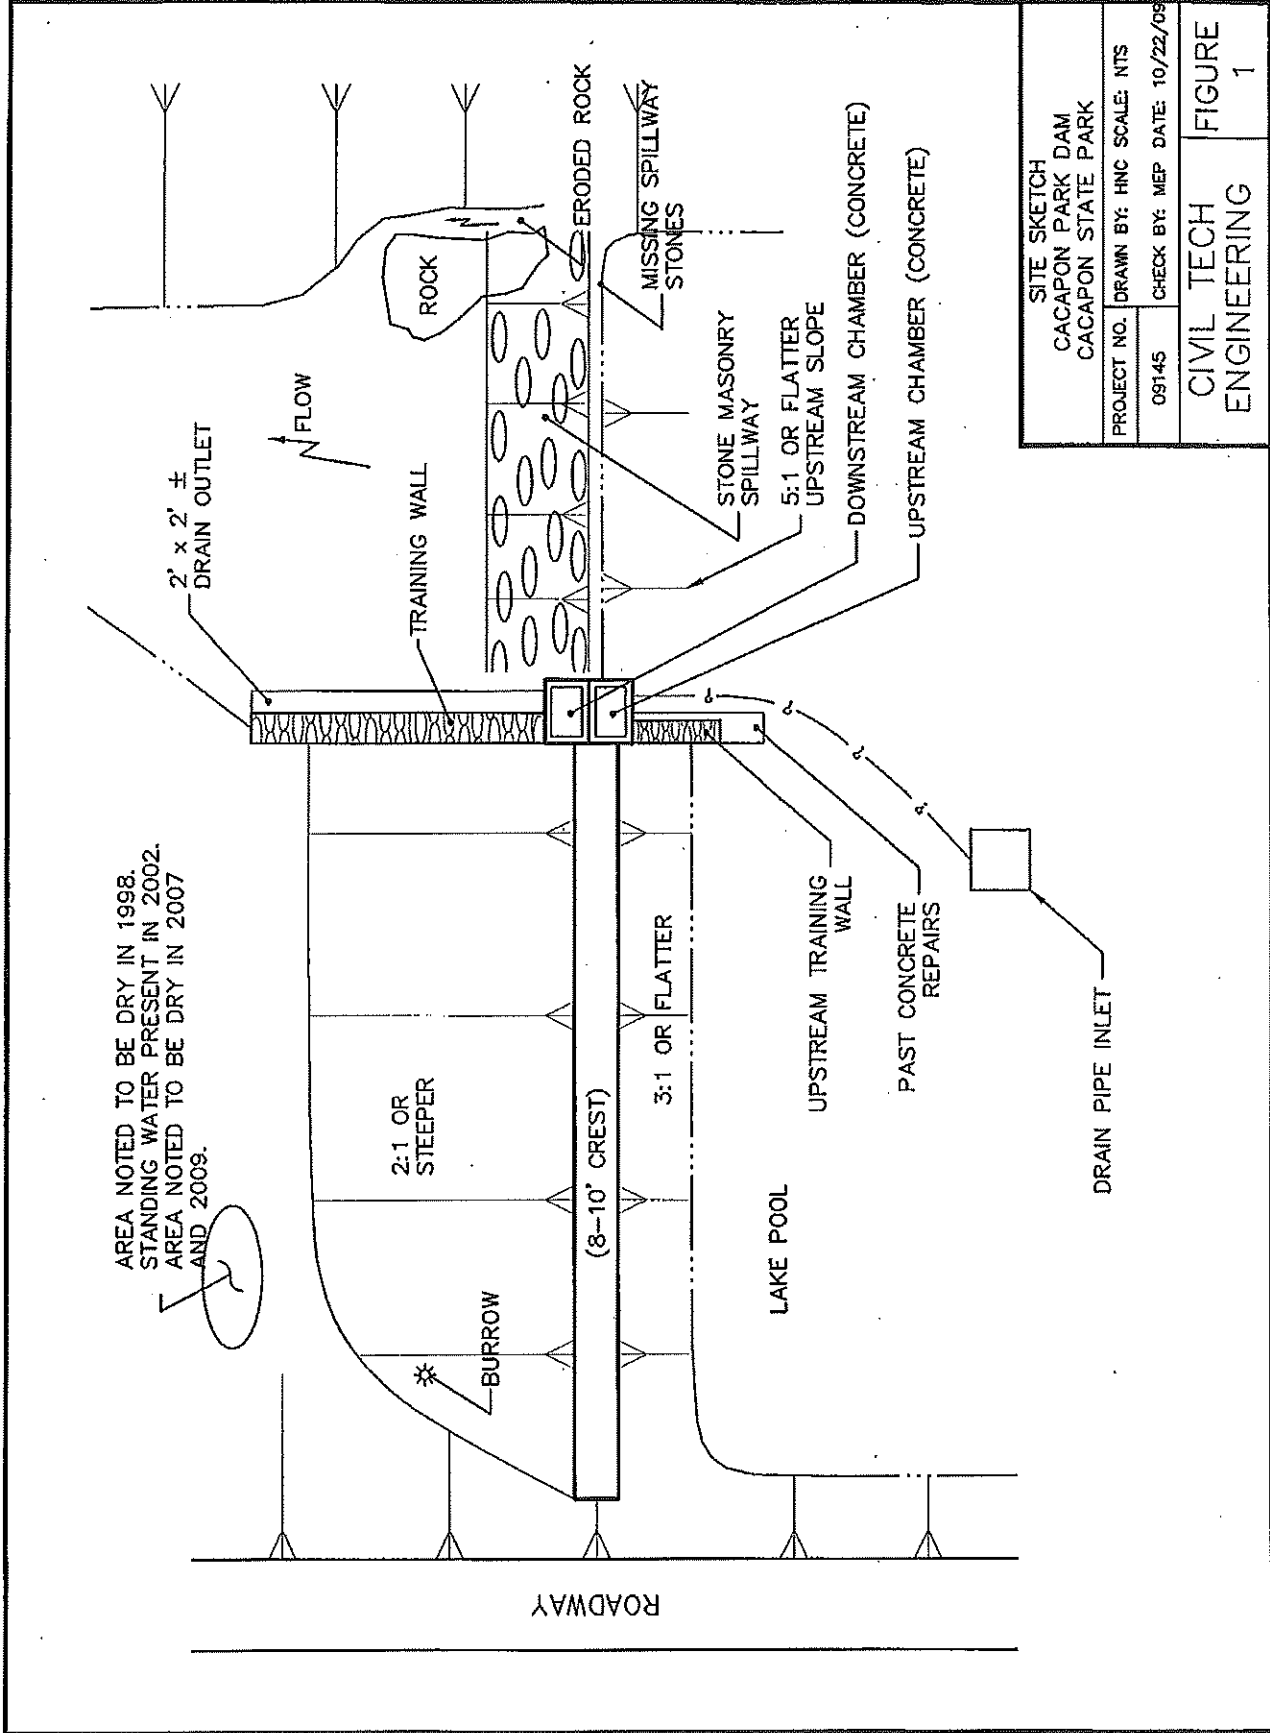 AREA NOTED TO BE DRY IN 1998.
STANDING WATER PRESENT IN 2002.
AREA NOTED TO BE DRY IN 2007
AND 2009.
2' x 2' ±
DRAIN OUTLET
FLOW
TRAINING WALL
ROCK
ERODED ROCK
MISSING SPILLWAY
STONES
2:1 OR
STEEPER
BURROW
(8-10' CREST)
3:1 OR FLATTER
ROADWAY
STONE MASONRY
SPILLWAY
5:1 OR FLATTER
UPSTREAM SLOPE
DOWNSTREAM CHAMBER (CONCRETE)
UPSTREAM CHAMBER (CONCRETE)
?
?
?
?
LAKE POOL
UPSTREAM TRAINING
WALL
PAST CONCRETE
REPAIRS
DRAIN PIPE INLET
SITE SKETCH
CACAPON PARK DAM
CACAPON STATE PARK
PROJECT NO. DRAWN BY: HNC SCALE: NTS
09145 CHECK BY: MEP DATE: 10/22/09
CIVIL TECH
ENGINEERING
FIGURE
1